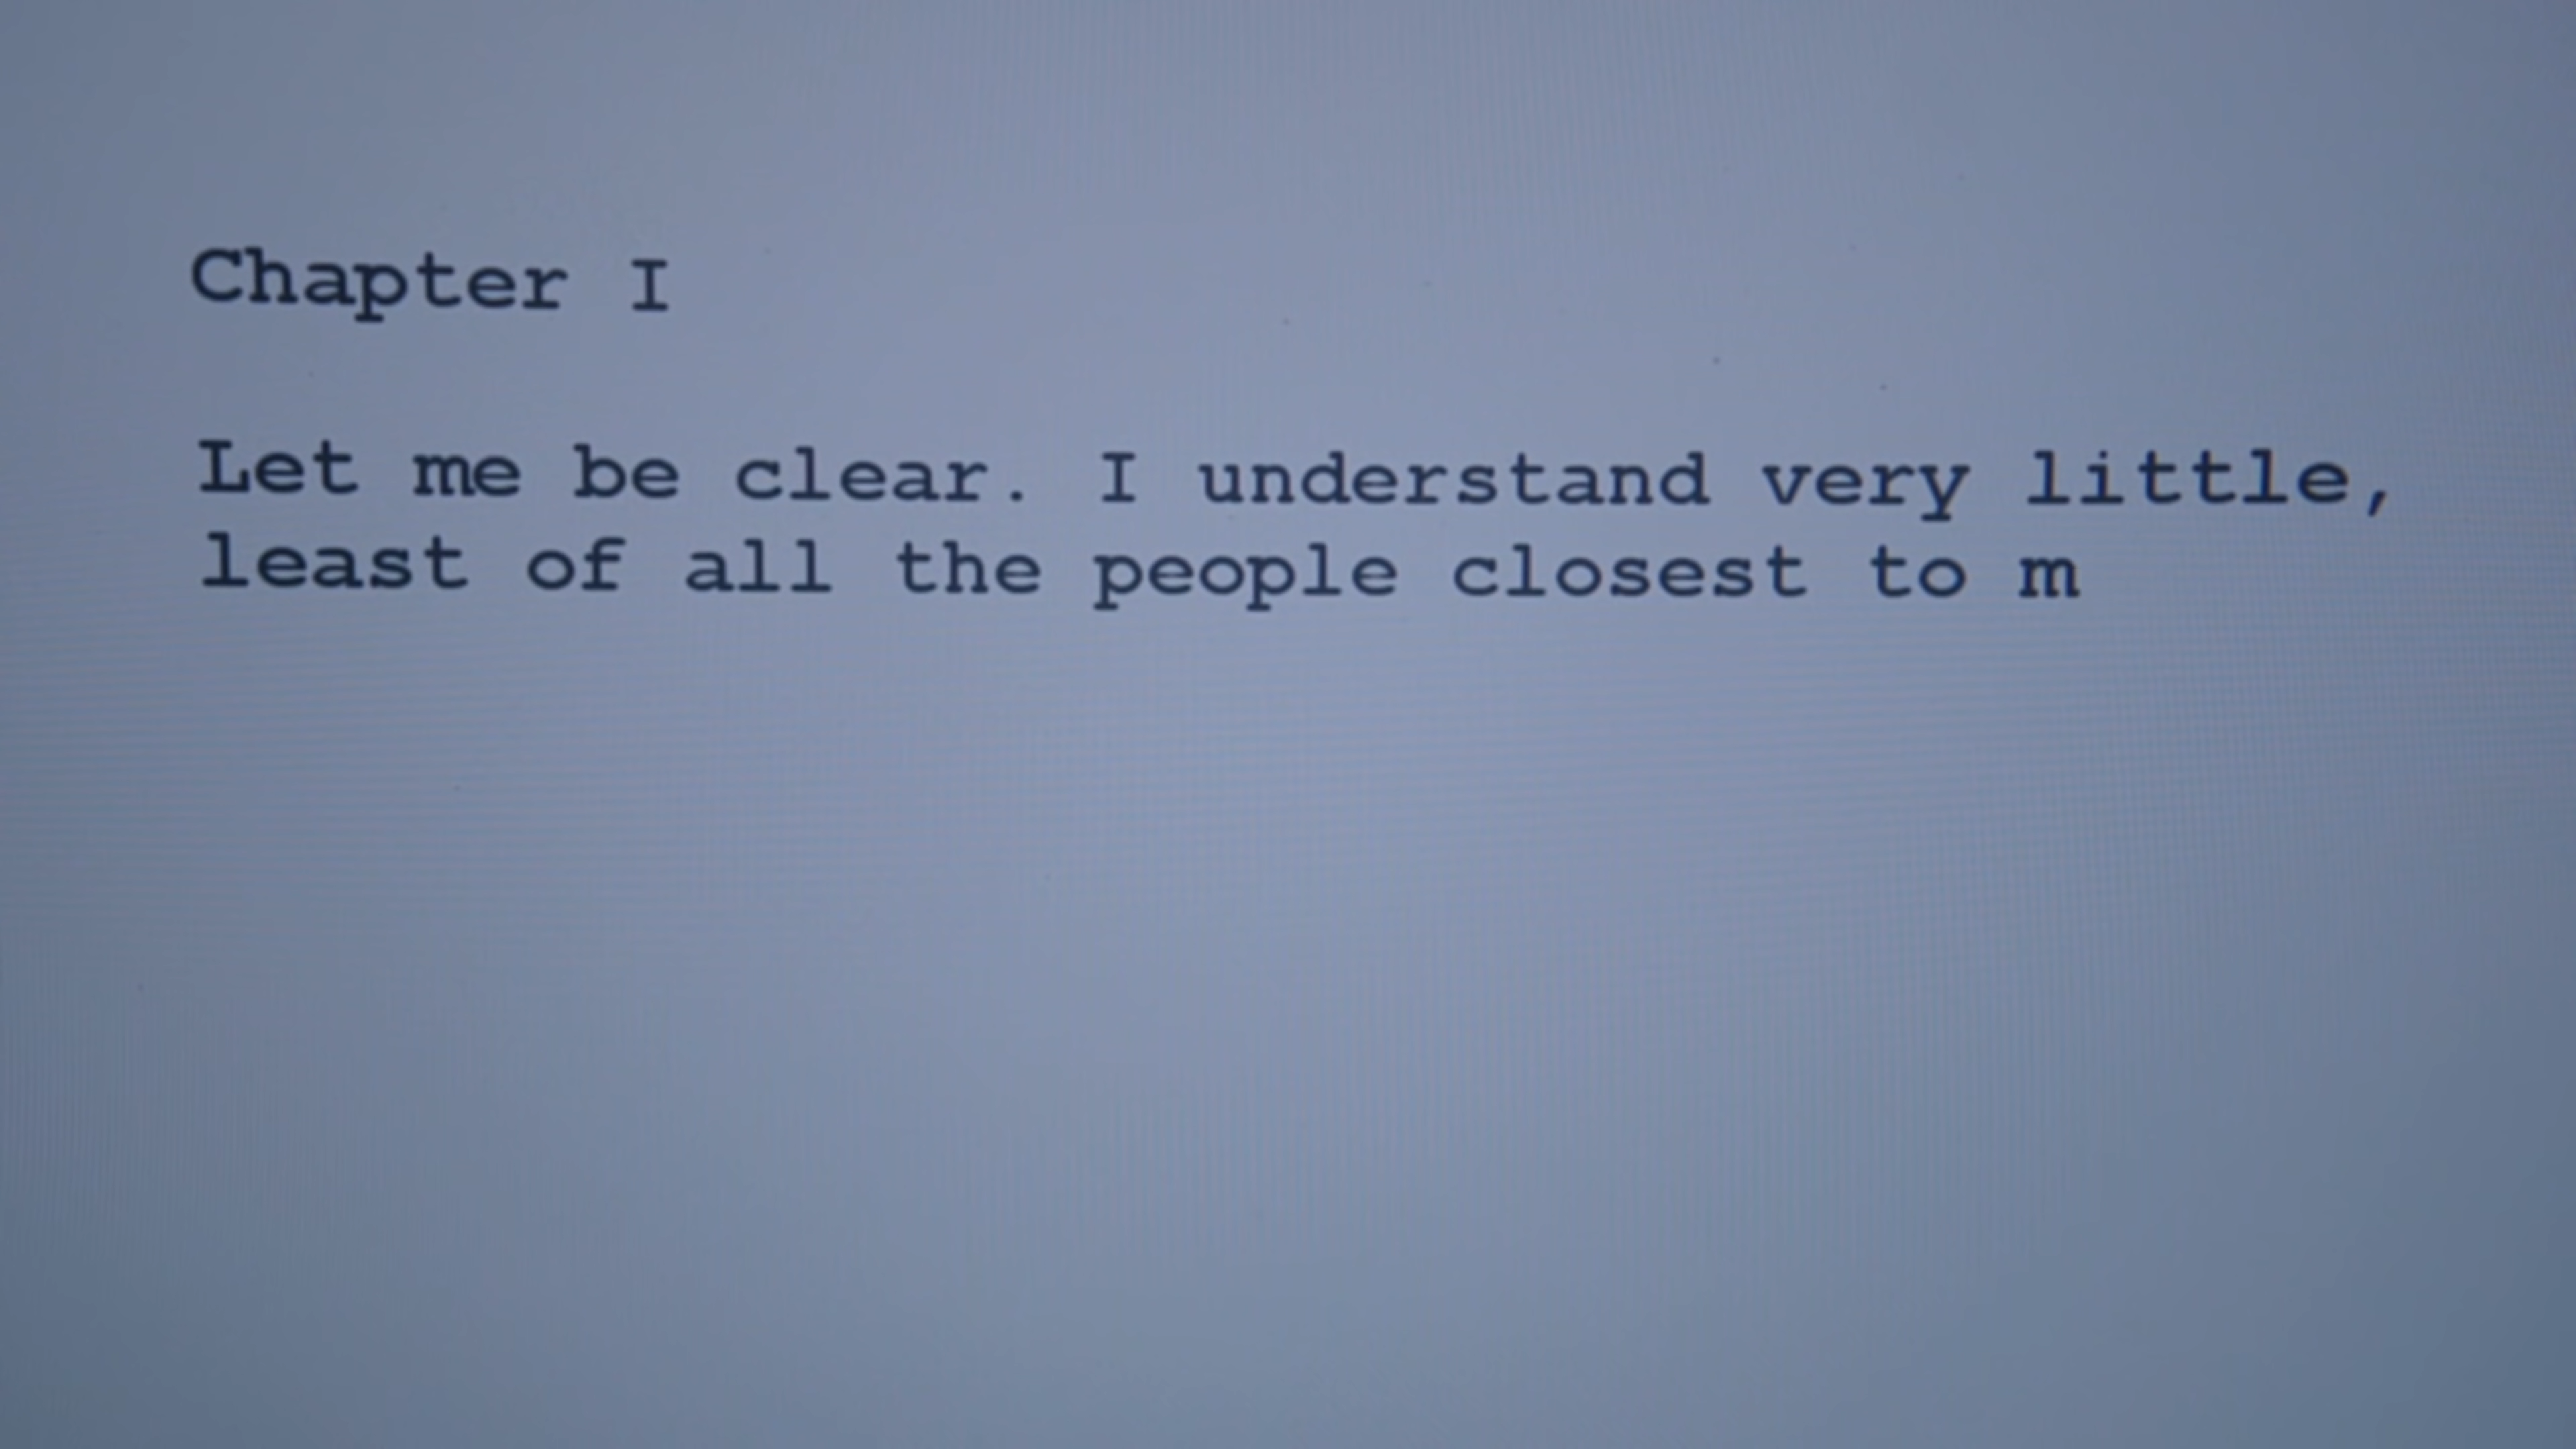 Chapter I
Let me be clear. I understand very little,
least of all the people closest to m